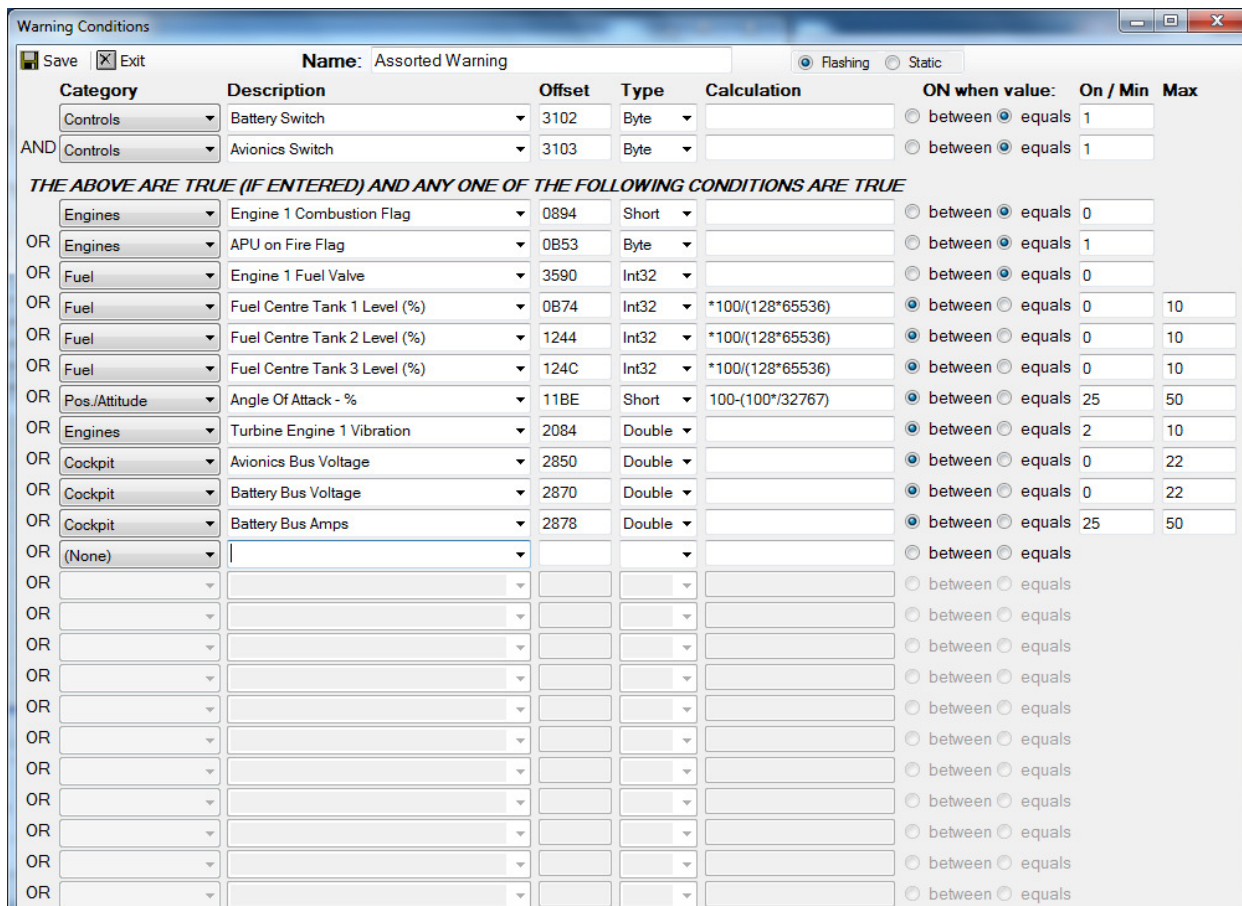 Warning Conditions
Save Exit Name: Assorted Warning Flashing Static
Category Description Offset Type Calculation ON when value: On / Min Max
Controls Battery Switch 3102 Byte between equals 1
AND Controls Avionics Switch 3103 Byte between equals 1
THE ABOVE ARE TRUE (IF ENTERED) AND ANY ONE OF THE FOLLOWING CONDITIONS ARE TRUE
Engines Engine 1 Combustion Flag 0894 Short between equals 0
OR Engines APU on Fire Flag 0B53 Byte between equals 1
OR Fuel Engine 1 Fuel Valve 3590 Int32 between equals 0
OR Fuel Fuel Centre Tank 1 Level (%) 0B74 Int32 *100/(128*65536) between equals 0 10
OR Fuel Fuel Centre Tank 2 Level (%) 1244 Int32 *100/(128*65536) between equals 0 10
OR Fuel Fuel Centre Tank 3 Level (%) 124C Int32 *100/(128*65536) between equals 0 10
OR Pos./Attitude Angle Of Attack - % 11BE Short 100-(100*/32767) between equals 25 50
OR Engines Turbine Engine 1 Vibration 2084 Double between equals 2 10
OR Cockpit Avionics Bus Voltage 2850 Double between equals 0 22
OR Cockpit Battery Bus Voltage 2870 Double between equals 0 22
OR Cockpit Battery Bus Amps 2878 Double between equals 25 50
OR (None) between equals
OR between equals
OR between equals
OR between equals
OR between equals
OR between equals
OR between equals
OR between equals
OR between equals
OR between equals
OR between equals
OR between equals